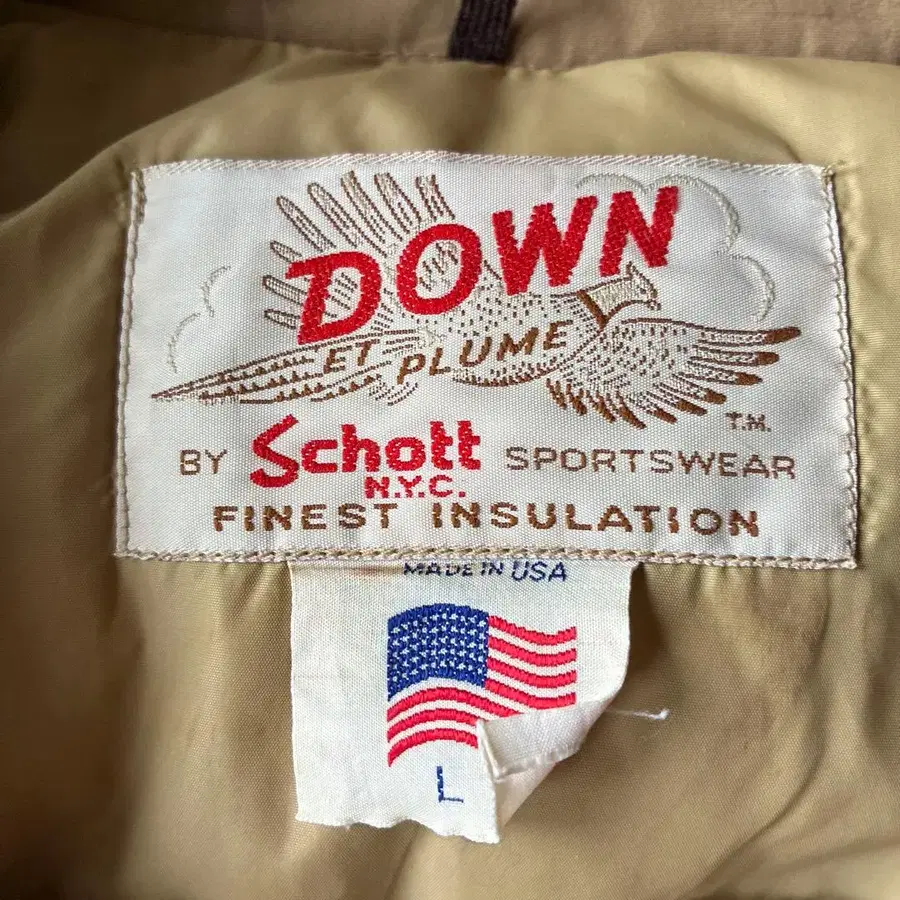 DOWN
ET PLUME
T.M.
BY Schott SPORTSWEAR
N.Y.C.
FINEST INSULATION
MADE IN USA
L